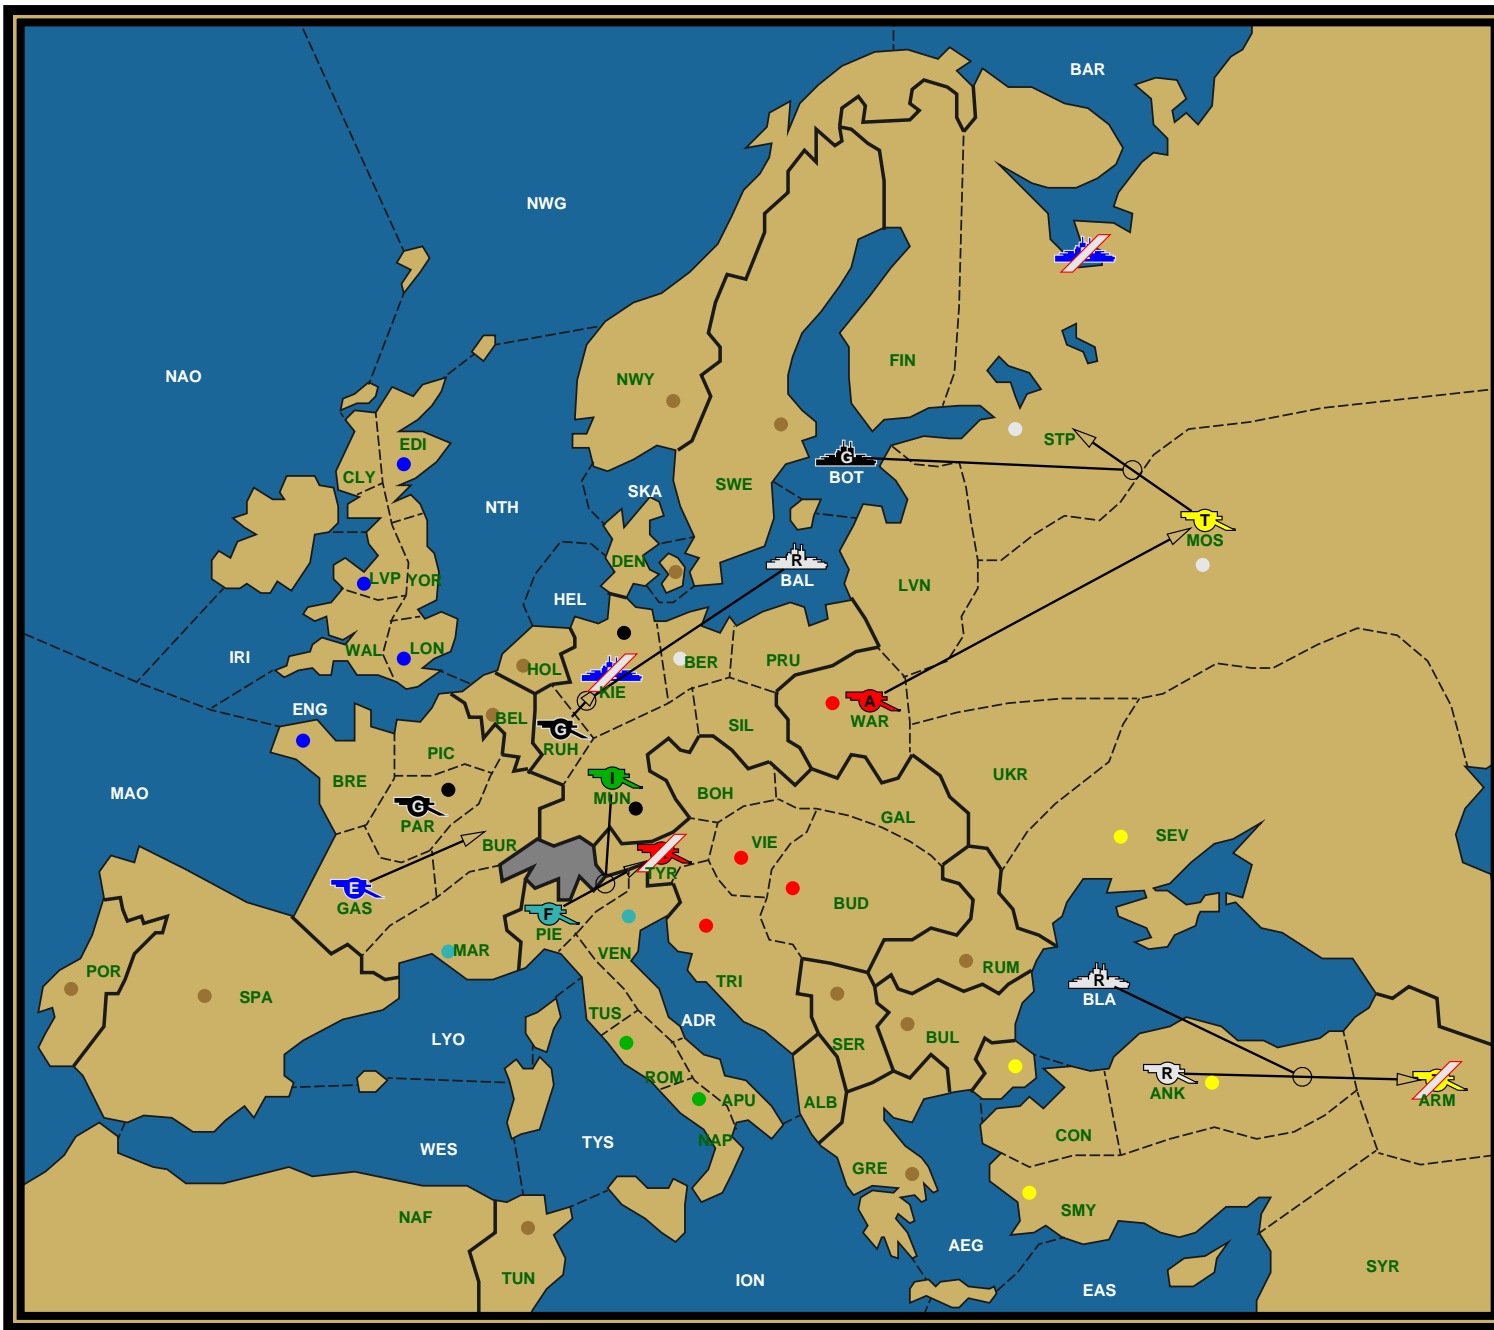 BAR
NWG
NAO
FIN
NWY
EDI
STP
CLY
G
BOT
SWE
SKA
NTH
T
MOS
R
BAL
DEN
LVP
YOR
LVN
HEL
IRI
WAL
LON
HOL
KIE
BER
PRU
ENG
BEL
A
WAR
G
RUH
SIL
PIC
BRE
UKR
I
MUN
MAO
BOH
G
PAR
GAL
SEV
BUR
VIE
TYR
E
GAS
BUD
F
PIE
VEN
MAR
RUM
POR
SPA
TRI
R
BLA
TUS
ADR
LYO
SER
BUL
ROM
R
ANK
APU
ALB
ARM
CON
NAP
TYS
WES
GRE
SMY
NAF
AEG
SYR
TUN
ION
EAS